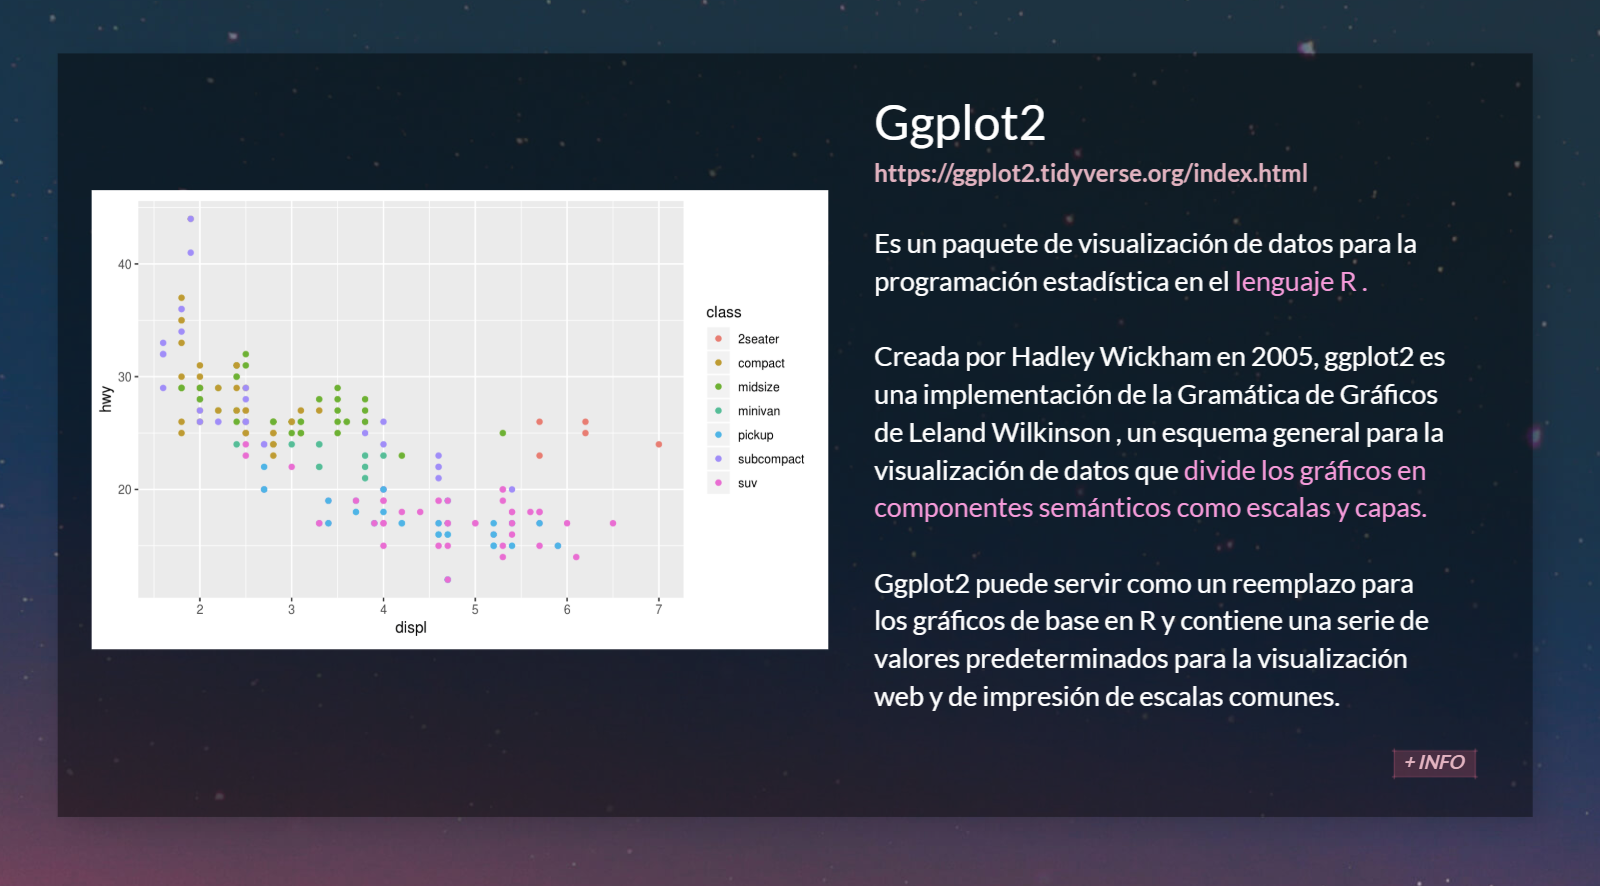 Ggplot2
https://ggplot2.tidyverse.org/index.html
Es un paquete de visualización de datos para la
programación estadística en el lenguaje R .
Creada por Hadley Wickham en 2005, ggplot2 es
una implementación de la Gramática de Gráficos
de Leland Wilkinson , un esquema general para la
visualización de datos que divide los gráficos en
componentes semánticos como escalas y capas.
Ggplot2 puede servir como un reemplazo para
los gráficos de base en R y contiene una serie de
valores predeterminados para la visualización
web y de impresión de escalas comunes.
+ INFO
hwy
40
30
20
2 3 4 5 6 7
displ
class
2seater
compact
midsize
minivan
pickup
subcompact
suv